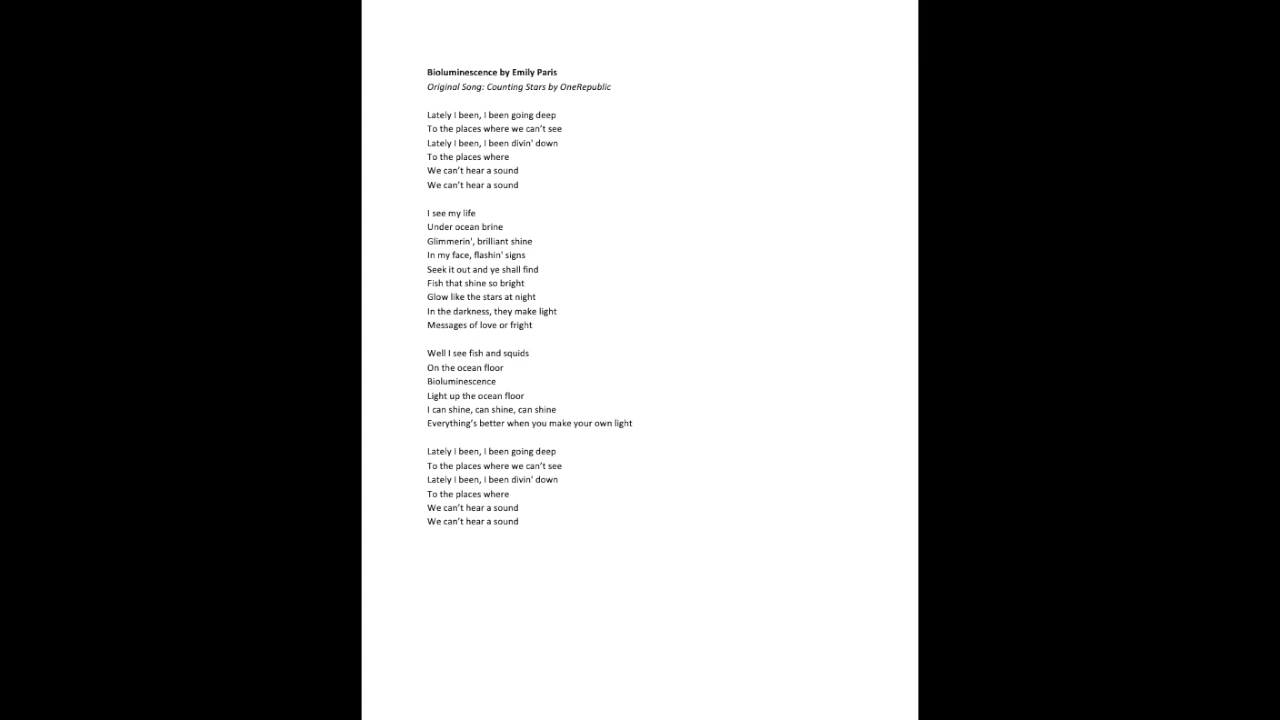 Bioluminescence by Emily Paris
Original Song: Counting Stars by OneRepublic
Lately I been, I been going deep
To the places where we can't see
Lately I been, I been divin' down
To the places where
We can't hear a sound
We can't hear a sound
I see my life
Under ocean brine
Glimmerin', brilliant shine
In my face, flashin' signs
Seek it out and ye shall find
Fish that shine so bright
Glow like the stars at night
In the darkness, they make light
Messages of love or fright
Well I see fish and squids
On the ocean floor
Bioluminescence
Light up the ocean floor
I can shine, can shine, can shine
Everything's better when you make your own light
Lately I been, I been going deep
To the places where we can't see
Lately I been, I been divin' down
To the places where
We can't hear a sound
We can't hear a sound